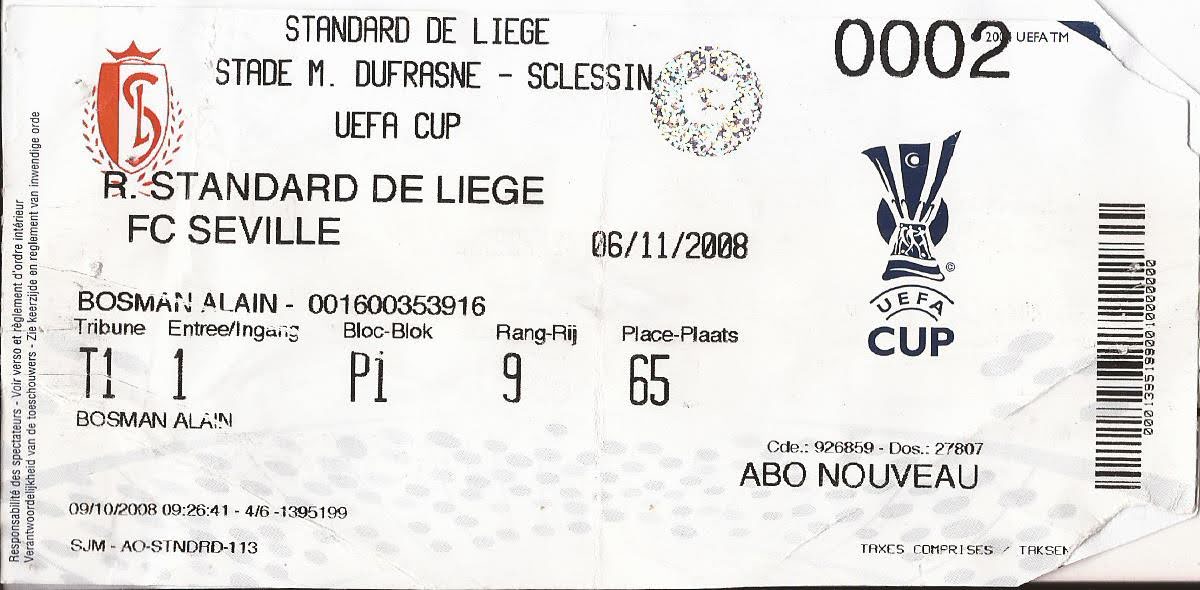 STANDARD DE LIEGE
STADE M. DUFRASNE - SCLESSIN
UEFA CUP
0002
UEFA TM
R. STANDARD DE LIEGE
FC SEVILLE
06/11/2008
UEFA
CUP
BOSMAN ALAIN - 001600353916
Tribune Entree/Ingang Bloc-Blok Rang-Rij Place-Plaats
T1 1 Pi 9 65
BOSMAN ALAIN
Cde.: 926859 - Dos.: 27807
ABO NOUVEAU
09/10/2008 09:26:41 - 4/6 -1395199
SJM - AO-STNDRD-113
TAXES COMPRISES / TAKSEN
Responsabilité des spectateurs - Voir verso et règlement d'ordre intérieur
Verantwoordelijkheid van de toeschouwers - Zie keerzijde en reglement van inwendige orde